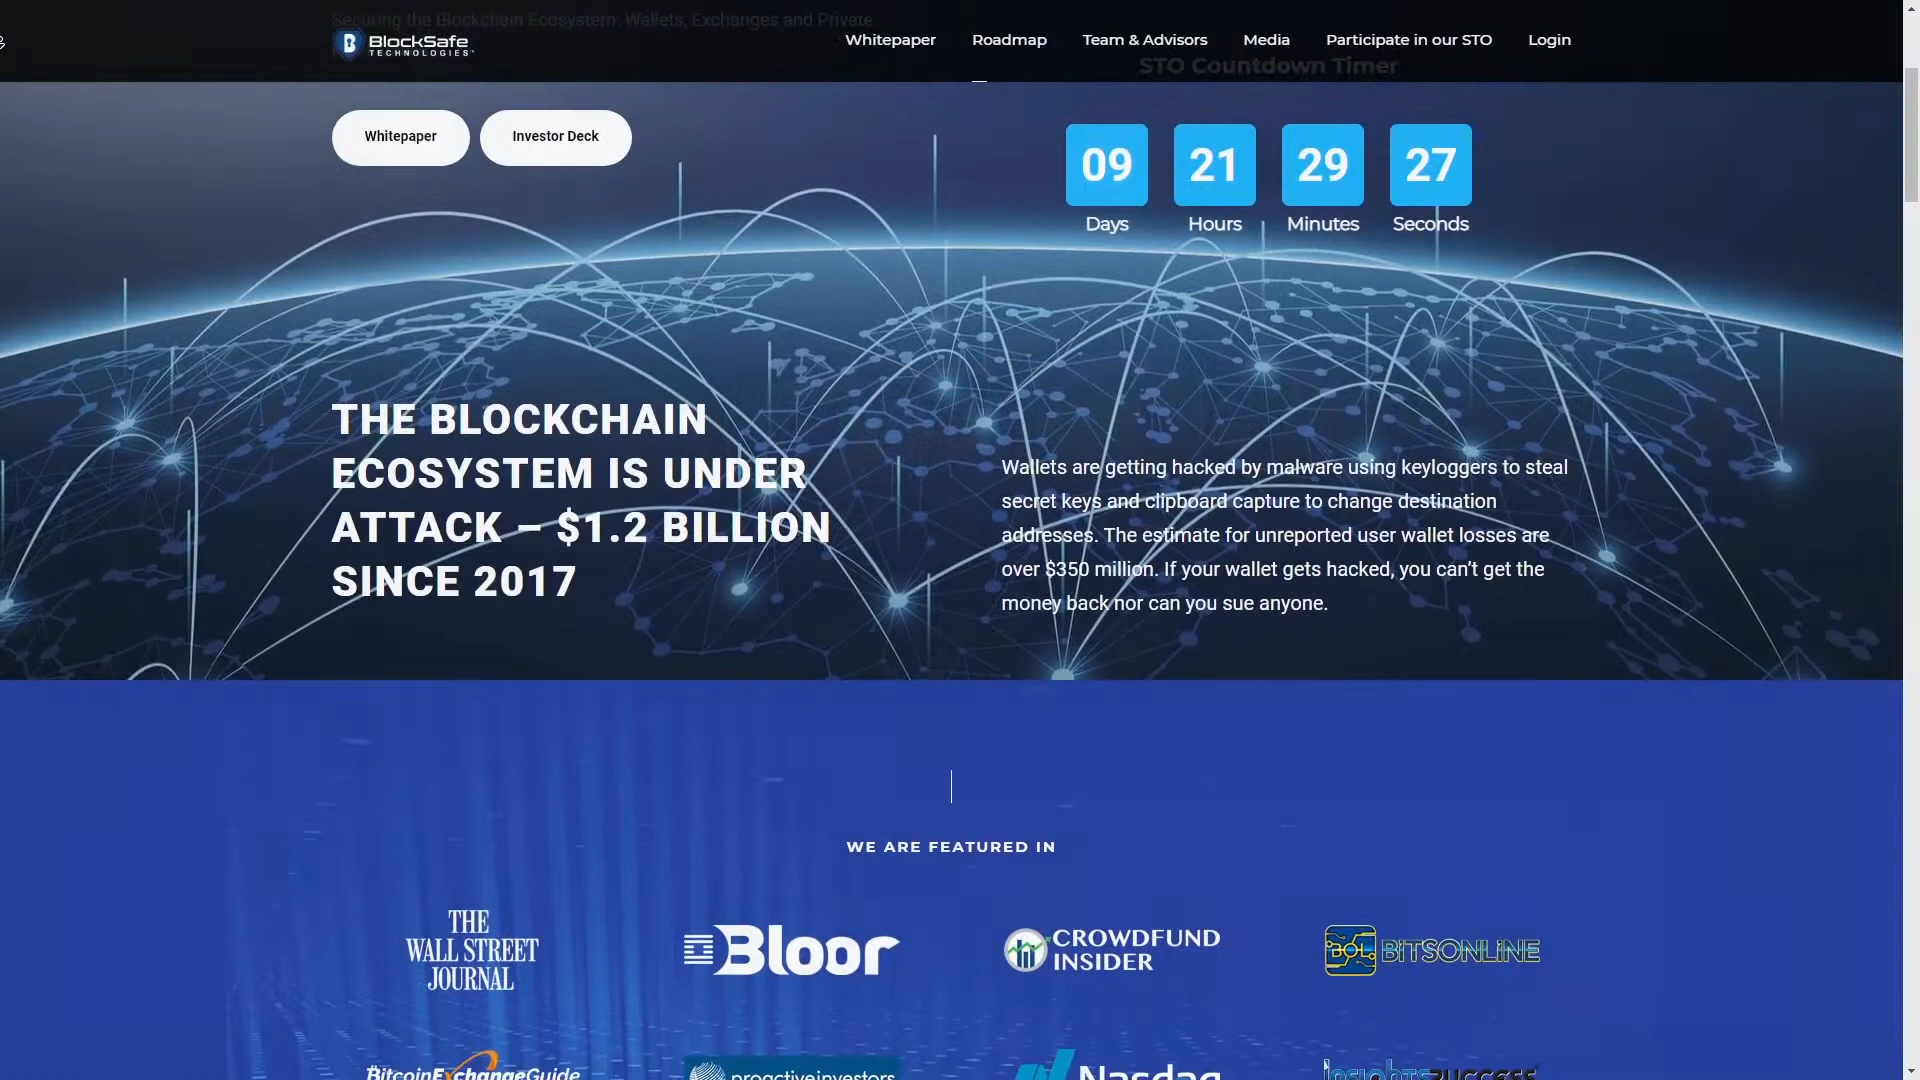 Securing the Blockchain Ecosystem: Wallets, Exchanges and Private
BlockSafe
TECHNOLOGIES
Whitepaper
Roadmap
Team & Advisors
Media
Participate in our STO
Login
STO Countdown Timer
Whitepaper
Investor Deck
09
21
29
27
Days
Hours
Minutes
Seconds
THE BLOCKCHAIN
ECOSYSTEM IS UNDER
ATTACK – $1.2 BILLION
SINCE 2017
Wallets are getting hacked by malware using keyloggers to steal
secret keys and clipboard capture to change destination
addresses. The estimate for unreported user wallet losses are
over $350 million. If your wallet gets hacked, you can’t get the
money back nor can you sue anyone.
WE ARE FEATURED IN
THE
WALL STREET
JOURNAL
Bloor
CROWDFUND
INSIDER
BOL
BITSONLINE
BitcoinExchangeGuide
proactiveinvestors
Nasdaq
insightssuccess